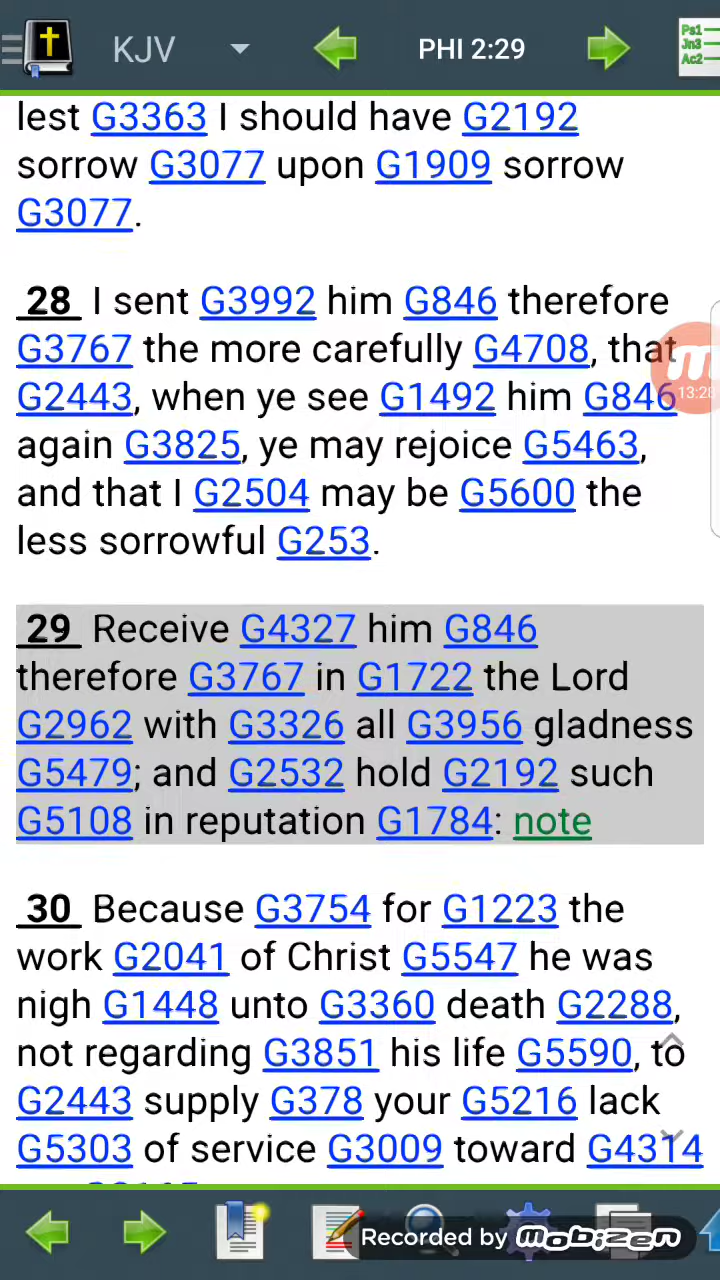 KJV
PHI 2:29
Ps1
Jn3
Ac2
lest G3363 I should have G2192
sorrow G3077 upon G1909 sorrow
G3077.
28 I sent G3992 him G846 therefore
G3767 the more carefully G4708, that
G2443, when ye see G1492 him G846
13:28
again G3825, ye may rejoice G5463,
and that I G2504 may be G5600 the
less sorrowful G253.
29 Receive G4327 him G846
therefore G3767 in G1722 the Lord
G2962 with G3326 all G3956 gladness
G5479; and G2532 hold G2192 such
G5108 in reputation G1784: note
30 Because G3754 for G1223 the
work G2041 of Christ G5547 he was
nigh G1448 unto G3360 death G2288,
not regarding G3851 his life G5590, to
G2443 supply G378 your G5216 lack
G5303 of service G3009 toward G4314
Recorded by mobizen